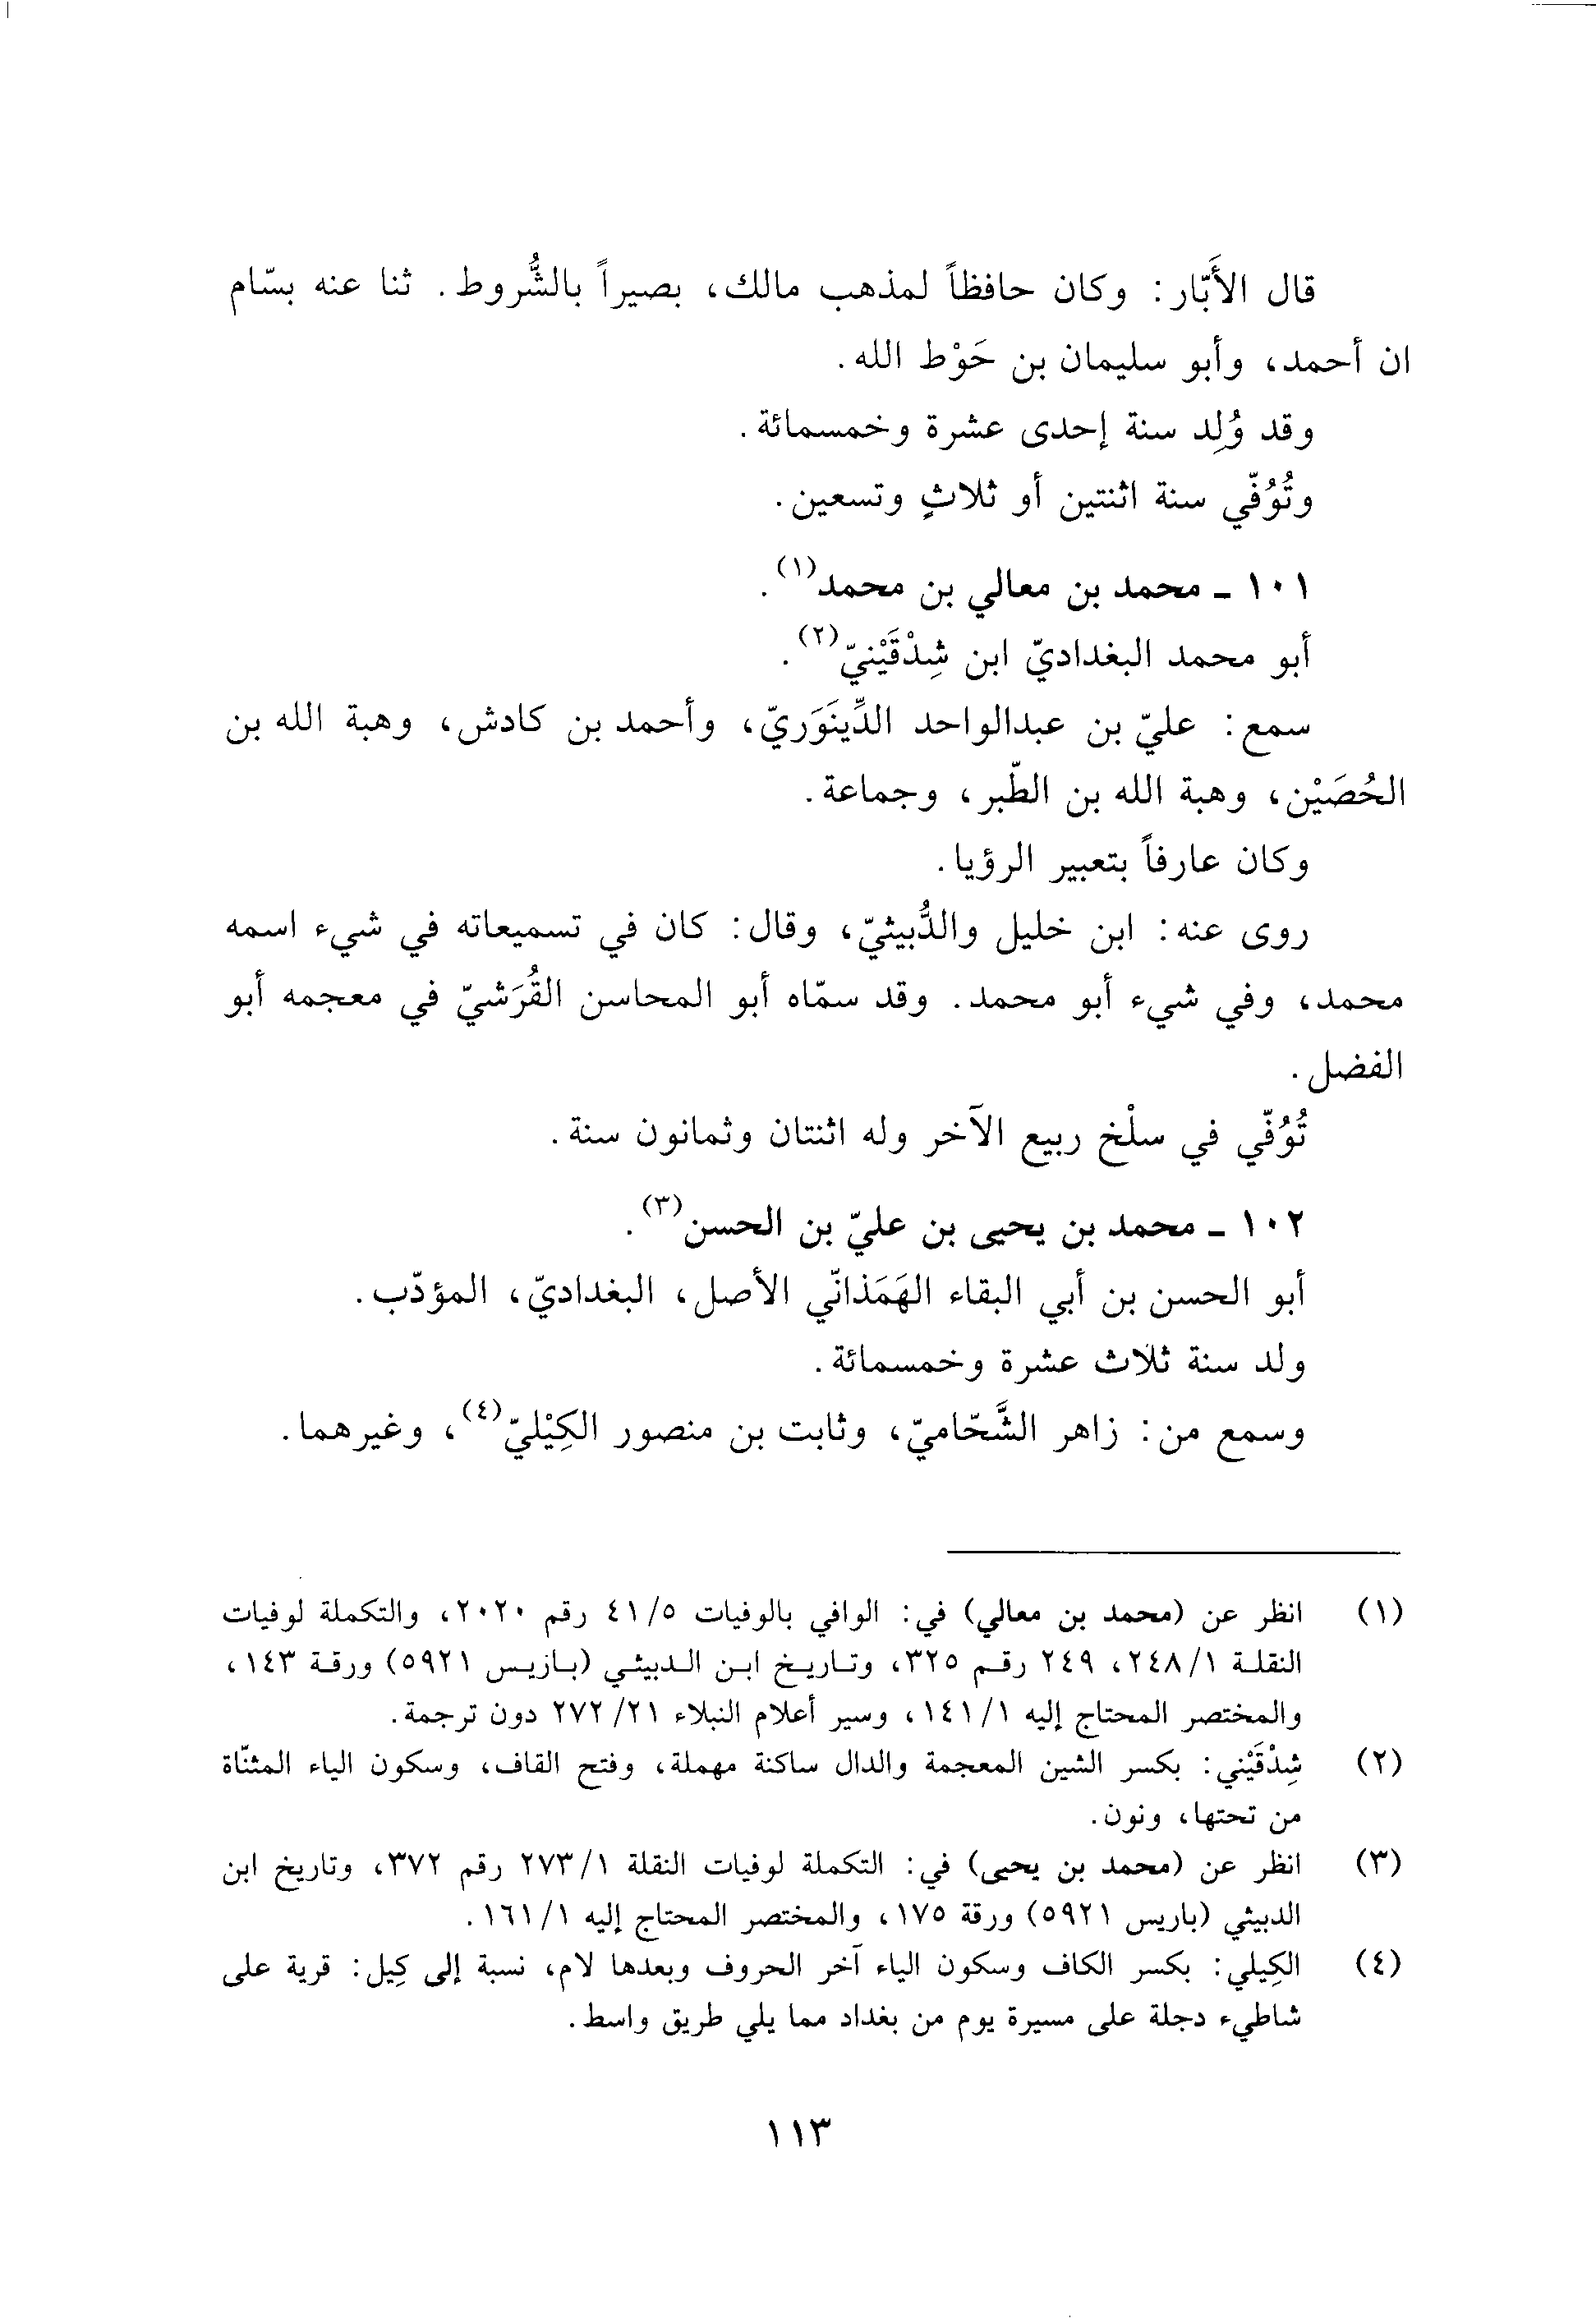 قال الأَبّار: وكان حافظاً لمذهب مالك، بصيراً بالشُّروط. ثنا عنه بسّام
ان أحمد، وأبو سليمان بن حَوْط الله.
وقد وُلِد سنة إحدى عشرة وخمسمائة.
وتُوُفّي سنة اثنتين أو ثلاثٍ وتسعين.
١٠١ ـ محمد بن معالي بن محمد(١).
أبو محمد البغداديّ ابن شِدْقَيْنيّ(٢).
سمع: عليّ بن عبدالواحد الدِّينَوَريّ، وأحمد بن كادش، وهبة الله بن
الحُصَيْن، وهبة الله بن الطّبر، وجماعة.
وكان عارفاً بتعبير الرؤيا.
روى عنه: ابن خليل والدُّبيثيّ، وقال: كان في تسميعاته في شيء اسمه
محمد، وفي شيء أبو محمد. وقد سمّاه أبو المحاسن القُرَشيّ في معجمه أبو
الفضل.
تُوُفّي في سلْخ ربيع الآخر وله اثنتان وثمانون سنة.
١٠٢ ـ محمد بن يحيى بن عليّ بن الحسن(٣).
أبو الحسن بن أبي البقاء الهَمَذانّي الأصل، البغداديّ، المؤدّب.
ولد سنة ثلاث عشرة وخمسمائة.
وسمع من: زاهر الشَّحّاميّ، وثابت بن منصور الكِيْليّ(٤)، وغيرهما.
(١) انظر عن (محمد بن معالي) في: الوافي بالوفيات ٤١/٥ رقم ٢٠٢٠، والتكملة لوفيات
النقلة ٢٤٨/١، ٢٤٩ رقم ٣٢٥، وتاريخ ابن الدبيثي (بازيس ٥٩٢١) ورقة ١٤٣،
والمختصر المحتاج إليه ١٤١/١، وسير أعلام النبلاء ٢٧٢/٢١ دون ترجمة.
(٢) شِدْقَيْني: بكسر الشين المعجمة والدال ساكنة مهملة، وفتح القاف، وسكون الياء المثنّاة
من تحتها، ونون.
(٣) انظر عن (محمد بن يحيى) في: التكملة لوفيات النقلة ٢٧٣/١ رقم ٣٧٢، وتاريخ ابن
الدبيثي (باريس ٥٩٢١) ورقة ١٧٥، والمختصر المحتاج إليه ١٦١/١.
(٤) الكِيلي: بكسر الكاف وسكون الياء آخر الحروف وبعدها لام، نسبة إلى كِيل: قرية على
شاطيء دجلة على مسيرة يوم من بغداد مما يلي طريق واسط.
١١٣